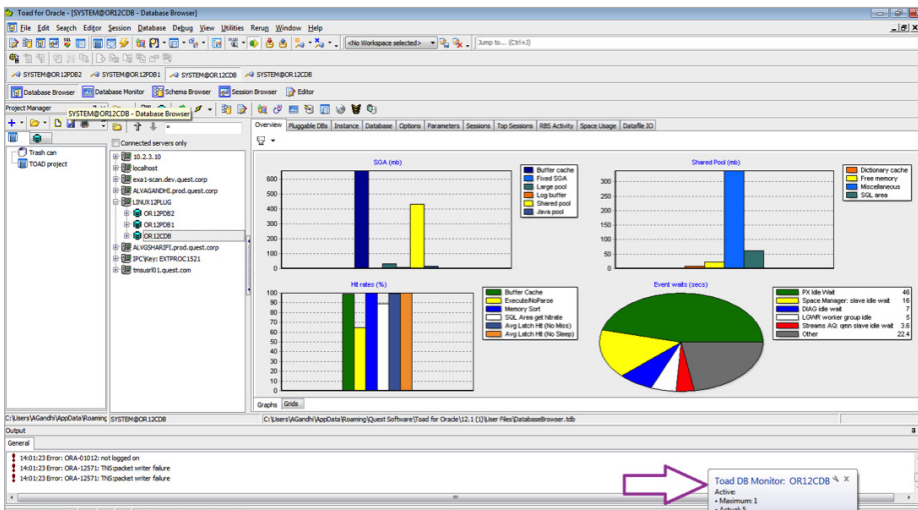 Toad for Oracle - [SYSTEM@OR12CDB - Database Browser]
File Edit Search Editor Session Database Debug View Utilities Rerun Window Help
<No Workspace selected> Jump to... (Ctrl+J)
SYSTEM@OR12PDB2 SYSTEM@OR12PDB1 SYSTEM@OR12CDB SYSTEM@OR12CDB
Database Browser Database Monitor Schema Browser Session Browser Editor
Project Manager
SYSTEM@OR12CDB - Database Browser
Trash can
TOAD project
Connected servers only
10.2.3.10
localhost
exa1-scan.dev.quest.corp
ALVAGANDHI.prod.quest.corp
LINUX12PLUG
OR12PDB2
OR12PDB1
OR12CDB
ALVGSHARIFI.prod.quest.corp
IPC\Key: EXTPROC1521
tnsusrl01.quest.com
Overview Pluggable DBs Instance Database Options Parameters Sessions Top Sessions RBS Activity Space Usage Datafile IO
SGA (mb)
600
500
400
300
200
100
0
Buffer cache
Fixed SGA
Large pool
Log buffer
Shared pool
Java pool
Shared Pool (mb)
300
250
200
150
100
50
0
Dictionary cache
Free memory
Miscellaneous
SQL area
Hit rates (%)
100
90
80
70
60
50
40
30
20
10
0
Buffer Cache
Execute/NoParse
Memory Sort
SQL Area get hitrate
Avg Latch Hit (No Miss)
Avg Latch Hit (No Sleep)
Event waits (secs)
PX Idle Wait 46
Space Manager: slave idle wait 16
DIAG idle wait 7
LGWR worker group idle 5
Streams AQ: qmn slave idle wait 3.6
Other 22.4
Graphs Grids
C:\Users\AGandhi\AppData\Roaming SYSTEM@OR12CDB C:\Users\AGandhi\AppData\Roaming\Quest Software\Toad for Oracle\12.1 (1)\User Files\DatabaseBrowser.tdb
Output
General
14:01:23 Error: ORA-01012: not logged on
14:01:23 Error: ORA-12571: TNS:packet writer failure
14:01:23 Error: ORA-12571: TNS:packet writer failure
Toad DB Monitor: OR12CDB
Active:
• Maximum: 1
• Actual: 5